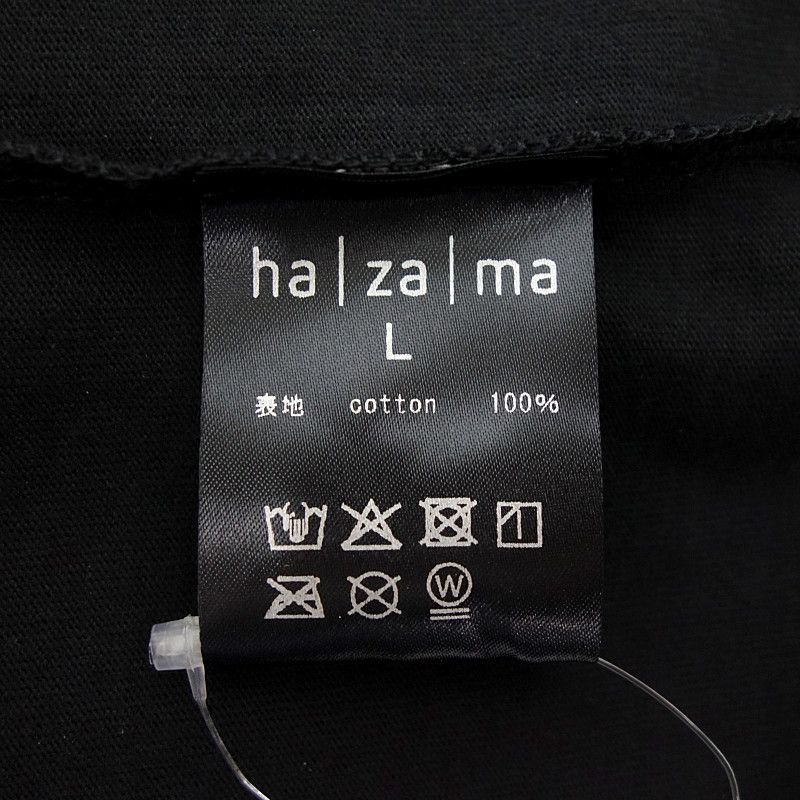 ha|za|ma
L
表地 cotton 100%
W